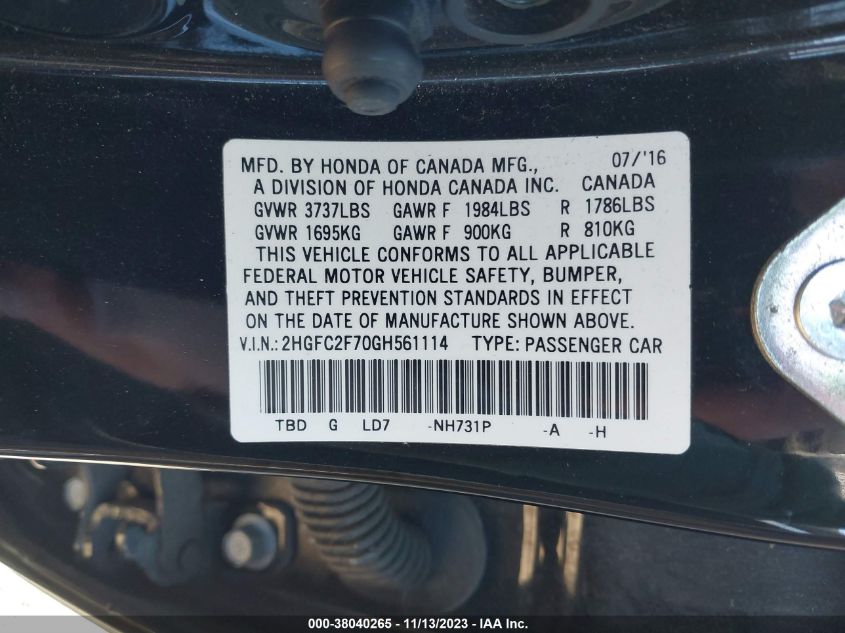 MFD. BY HONDA OF CANADA MFG., 07/'16
A DIVISION OF HONDA CANADA INC. CANADA
GVWR 3737LBS GAWR F 1984LBS R 1786LBS
GVWR 1695KG GAWR F 900KG R 810KG
THIS VEHICLE CONFORMS TO ALL APPLICABLE
FEDERAL MOTOR VEHICLE SAFETY, BUMPER,
AND THEFT PREVENTION STANDARDS IN EFFECT
ON THE DATE OF MANUFACTURE SHOWN ABOVE.
V.I.N.: 2HGFC2F70GH561114 TYPE: PASSENGER CAR
TBD G LD7 -NH731P -A -H
000-38040265 - 11/13/2023 - IAA Inc.